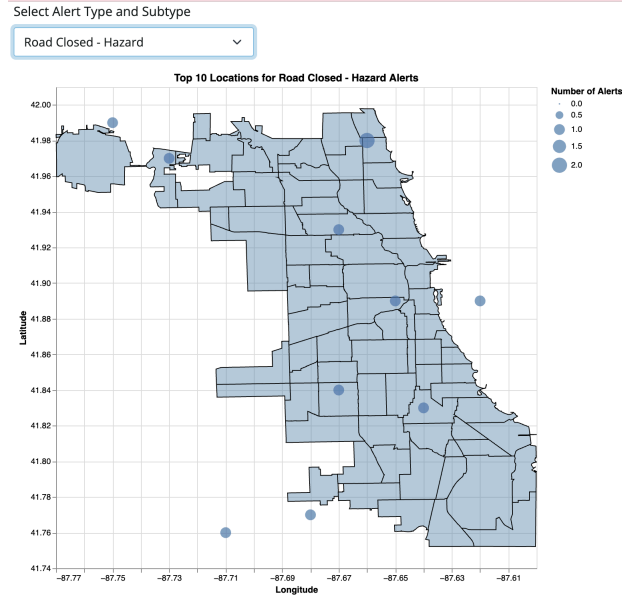 Select Alert Type and Subtype
Road Closed - Hazard
Top 10 Locations for Road Closed - Hazard Alerts
Number of Alerts
0.0
0.5
1.0
1.5
2.0
42.00
41.98
41.96
41.94
41.92
41.90
41.88
41.86
41.84
41.82
41.80
41.78
41.76
41.74
Latitude
−87.77 −87.75 −87.73 −87.71 −87.69 −87.67 −87.65 −87.63 −87.61
Longitude